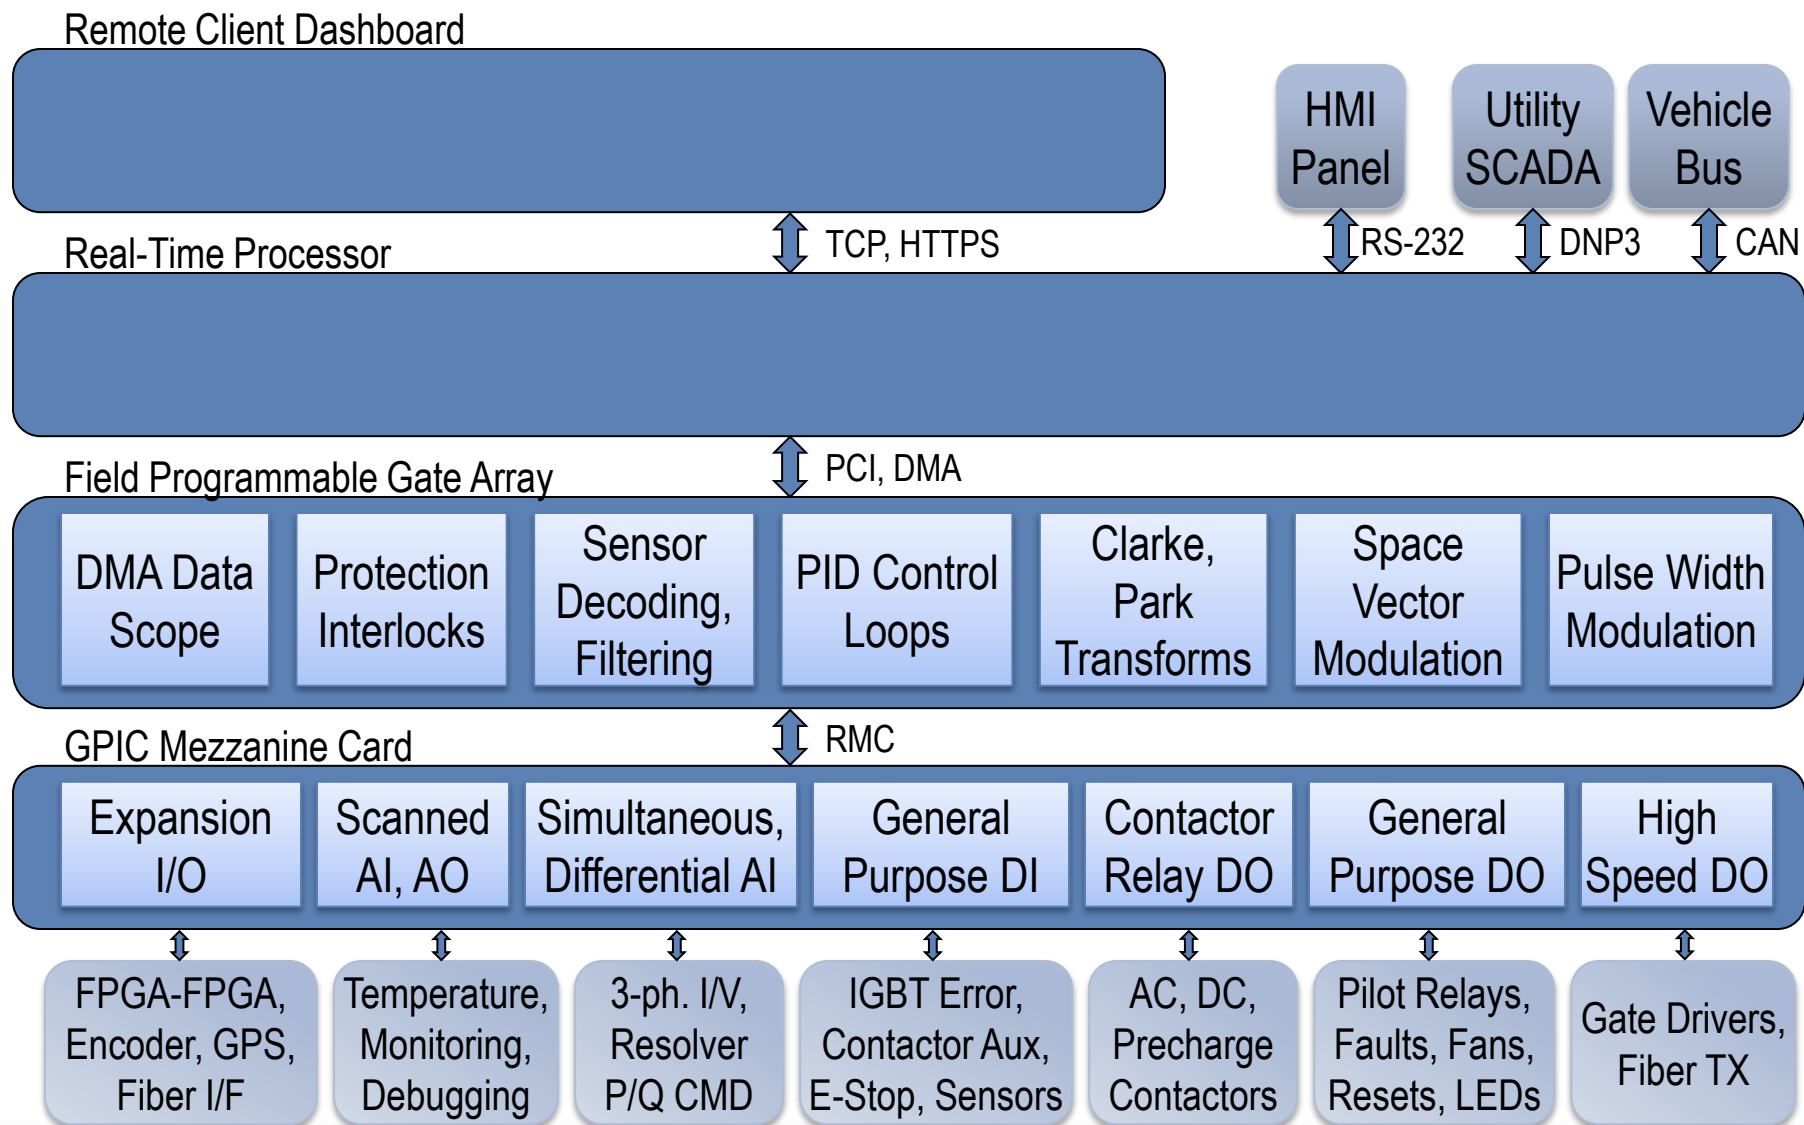 Remote Client Dashboard
HMI
Panel
Utility
SCADA
Vehicle
Bus
TCP, HTTPS
RS-232
DNP3
CAN
Real-Time Processor
PCI, DMA
Field Programmable Gate Array
DMA Data
Scope
Protection
Interlocks
Sensor
Decoding,
Filtering
PID Control
Loops
Clarke,
Park
Transforms
Space
Vector
Modulation
Pulse Width
Modulation
RMC
GPIC Mezzanine Card
Expansion
I/O
Scanned
AI, AO
Simultaneous,
Differential AI
General
Purpose DI
Contactor
Relay DO
General
Purpose DO
High
Speed DO
FPGA-FPGA,
Encoder, GPS,
Fiber I/F
Temperature,
Monitoring,
Debugging
3-ph. I/V,
Resolver
P/Q CMD
IGBT Error,
Contactor Aux,
E-Stop, Sensors
AC, DC,
Precharge
Contactors
Pilot Relays,
Faults, Fans,
Resets, LEDs
Gate Drivers,
Fiber TX